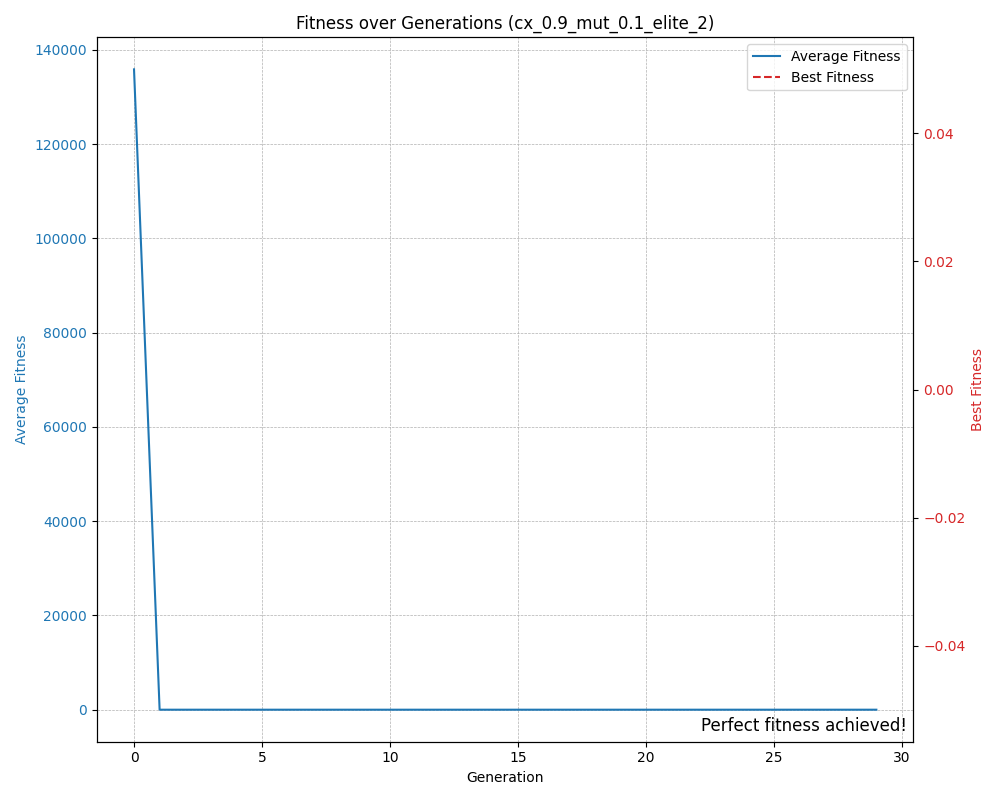 Fitness over Generations (cx_0.9_mut_0.1_elite_2)
Average Fitness
Best Fitness
140000
120000
100000
80000
60000
40000
20000
0
Average Fitness
0.04
0.02
0.00
−0.02
−0.04
Best Fitness
Perfect fitness achieved!
0 5 10 15 20 25 30
Generation